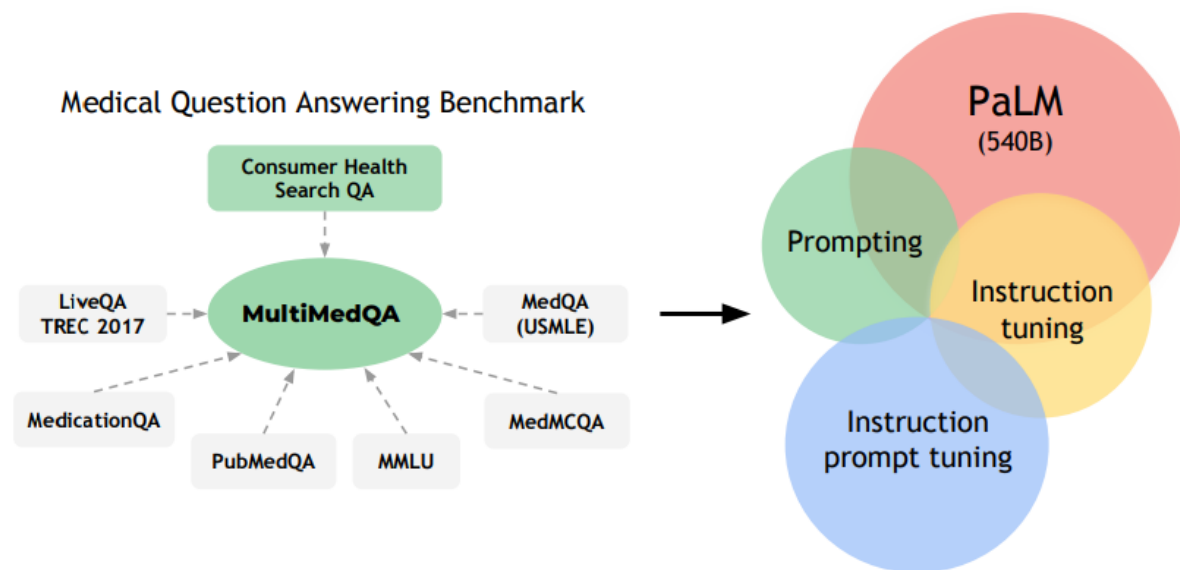 Medical Question Answering Benchmark
Consumer Health
Search QA
LiveQA
TREC 2017
MultiMedQA
MedQA
(USMLE)
MedicationQA
PubMedQA
MMLU
MedMCQA
PaLM
(540B)
Prompting
Instruction
tuning
Instruction
prompt tuning